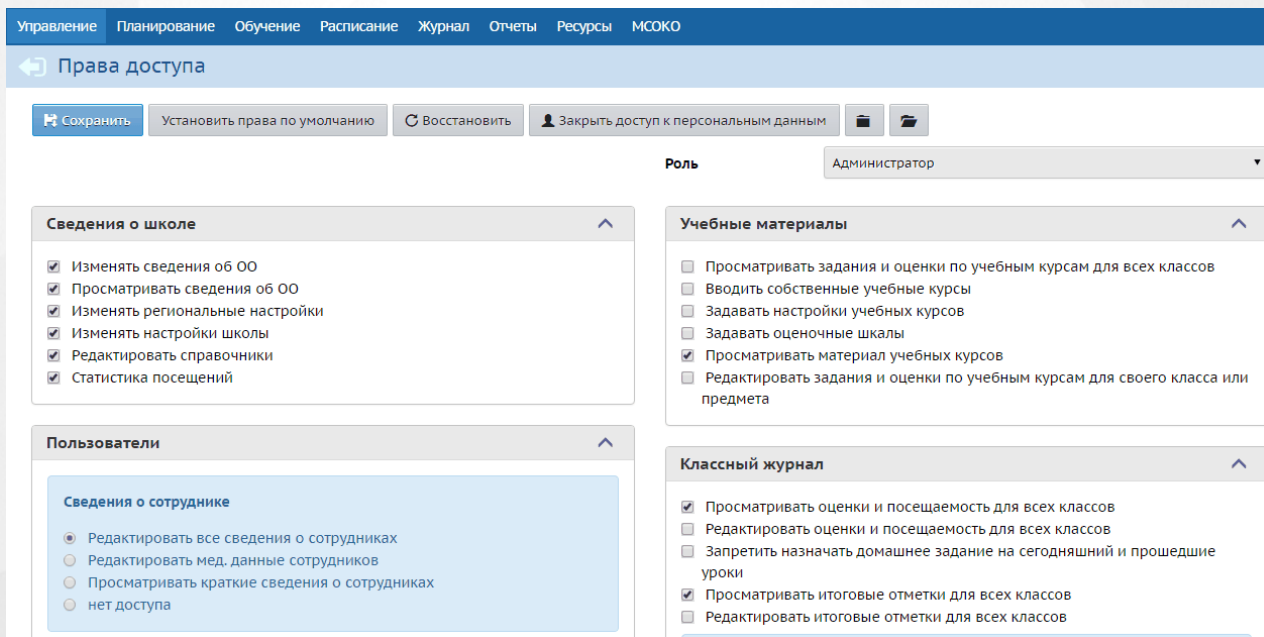 Управление Планирование Обучение Расписание Журнал Отчеты Ресурсы МСОКО
Права доступа
Сохранить Установить права по умолчанию Восстановить Закрыть доступ к персональным данным
Роль Администратор
Сведения о школе
Изменять сведения об ОО
Просматривать сведения об ОО
Изменять региональные настройки
Изменять настройки школы
Редактировать справочники
Статистика посещений
Пользователи
Сведения о сотруднике
Редактировать все сведения о сотрудниках
Редактировать мед. данные сотрудников
Просматривать краткие сведения о сотрудниках
нет доступа
Учебные материалы
Просматривать задания и оценки по учебным курсам для всех классов
Вводить собственные учебные курсы
Задавать настройки учебных курсов
Задавать оценочные шкалы
Просматривать материал учебных курсов
Редактировать задания и оценки по учебным курсам для своего класса или
предмета
Классный журнал
Просматривать оценки и посещаемость для всех классов
Редактировать оценки и посещаемость для всех классов
Запретить назначать домашнее задание на сегодняшний и прошедшие
уроки
Просматривать итоговые отметки для всех классов
Редактировать итоговые отметки для всех классов